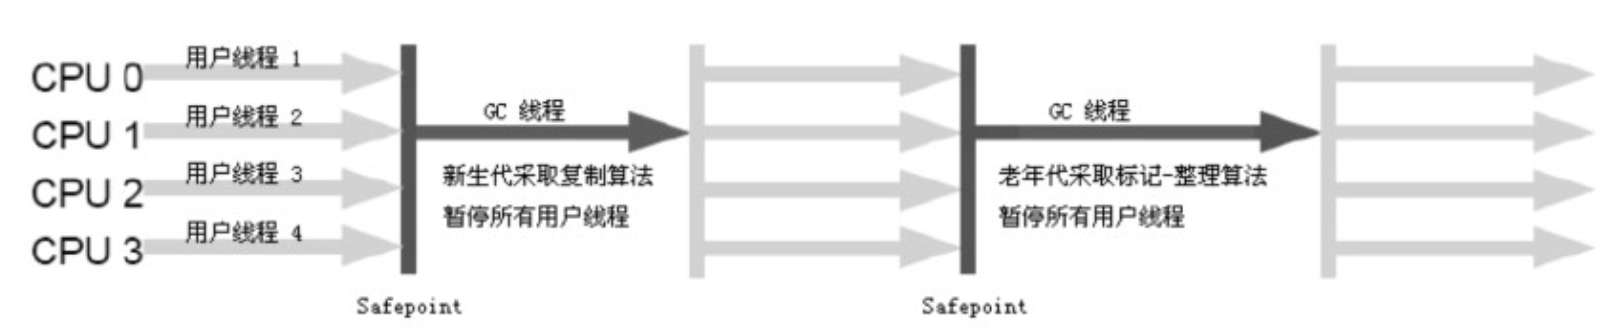 CPU 0
用户线程 1
CPU 1
用户线程 2
CPU 2
用户线程 3
CPU 3
用户线程 4
GC 线程
新生代采取复制算法
暂停所有用户线程
Safepoint
GC 线程
老年代采取标记-整理算法
暂停所有用户线程
Safepoint